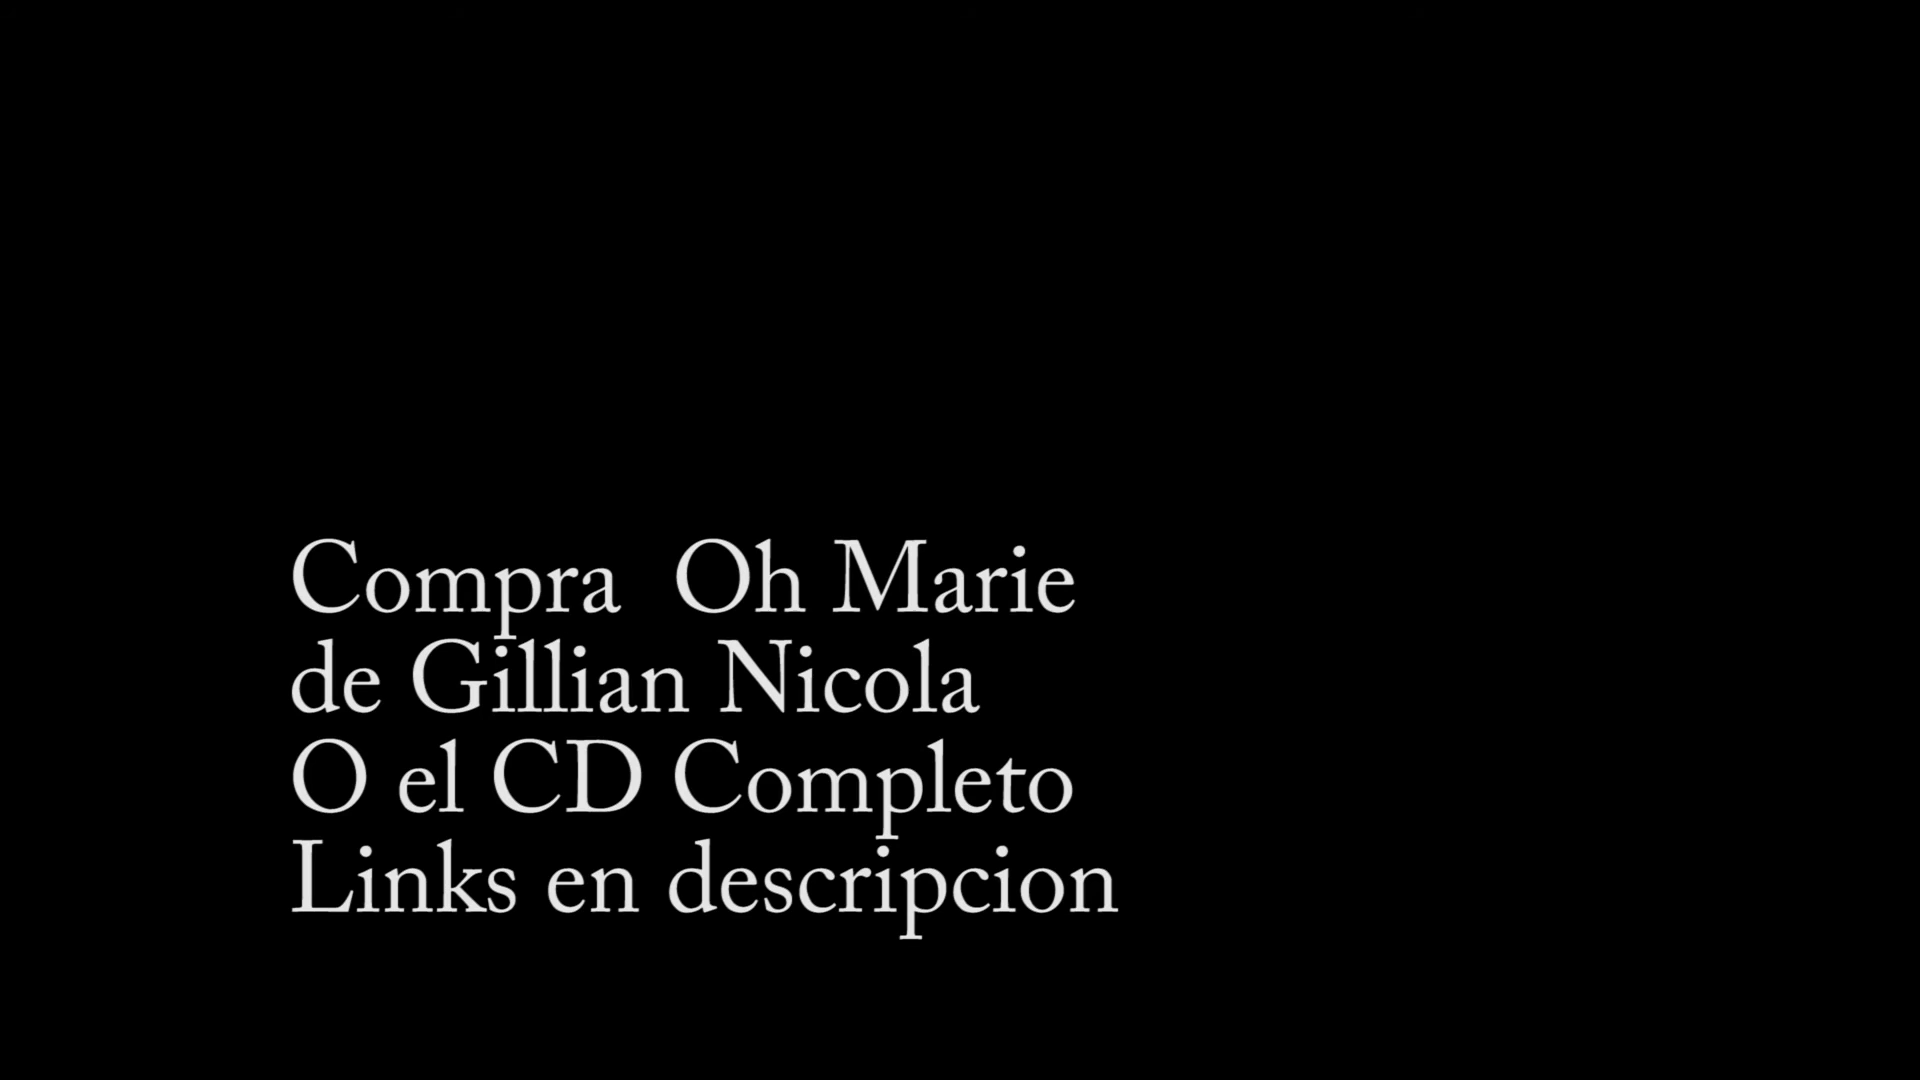 Compra  Oh Marie
de Gillian Nicola
O el CD Completo
Links en descripcion